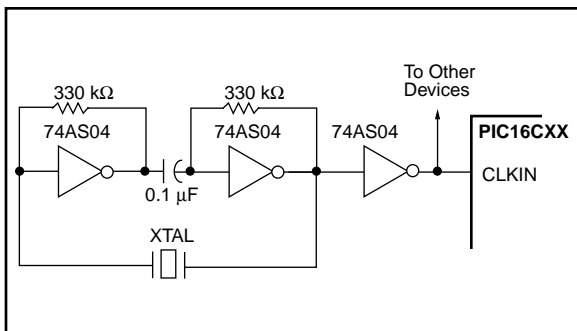 To Other
Devices
330 kΩ
330 kΩ
74AS04
74AS04
74AS04
PIC16CXX
CLKIN
0.1 µF
XTAL